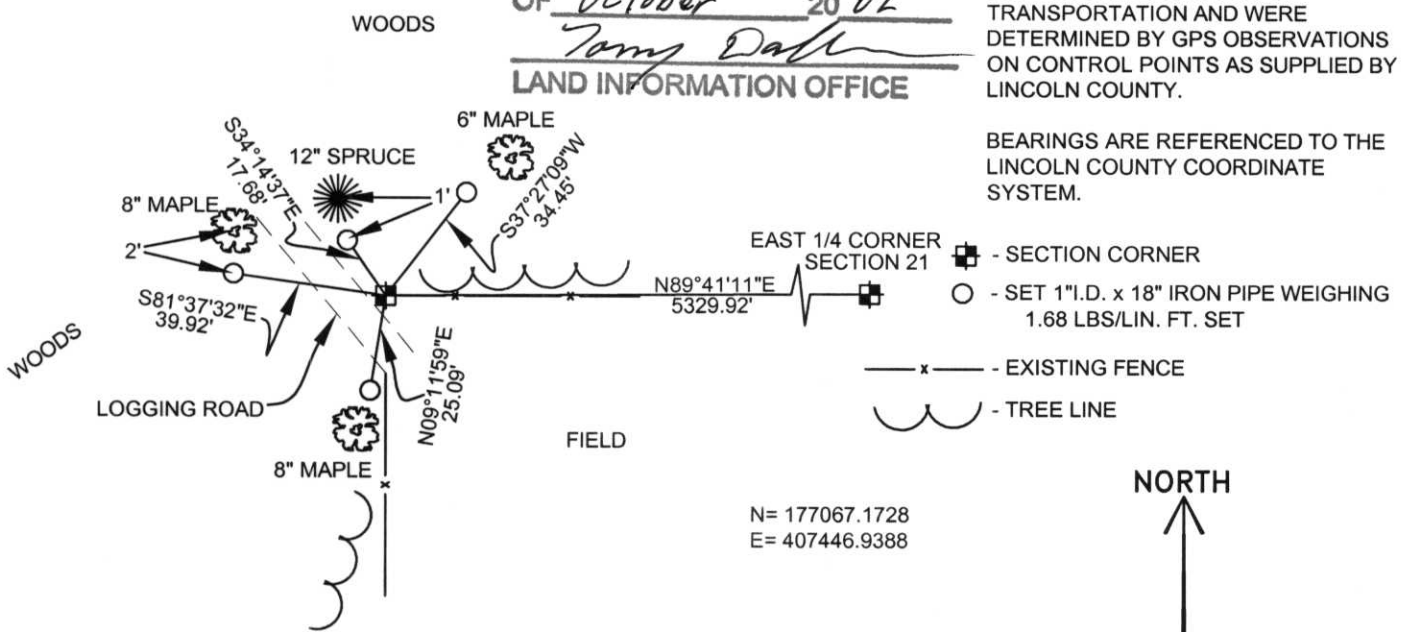 WOODS
OF October 20 02
LAND INFORMATION OFFICE
TRANSPORTATION AND WERE
DETERMINED BY GPS OBSERVATIONS
ON CONTROL POINTS AS SUPPLIED BY
LINCOLN COUNTY.
BEARINGS ARE REFERENCED TO THE
LINCOLN COUNTY COORDINATE
SYSTEM.
6" MAPLE
S34°14'37"E
17.68'
12" SPRUCE
1'
S37°27'09"W
34.45'
8" MAPLE
2'
S81°37'32"E
39.92'
EAST 1/4 CORNER
SECTION 21
N89°41'11"E
5329.92'
- SECTION CORNER
- SET 1"I.D. x 18" IRON PIPE WEIGHING
1.68 LBS/LIN. FT. SET
x - EXISTING FENCE
- TREE LINE
WOODS
LOGGING ROAD
N09°11'59"E
25.09'
8" MAPLE
FIELD
N= 177067.1728
E= 407446.9388
NORTH